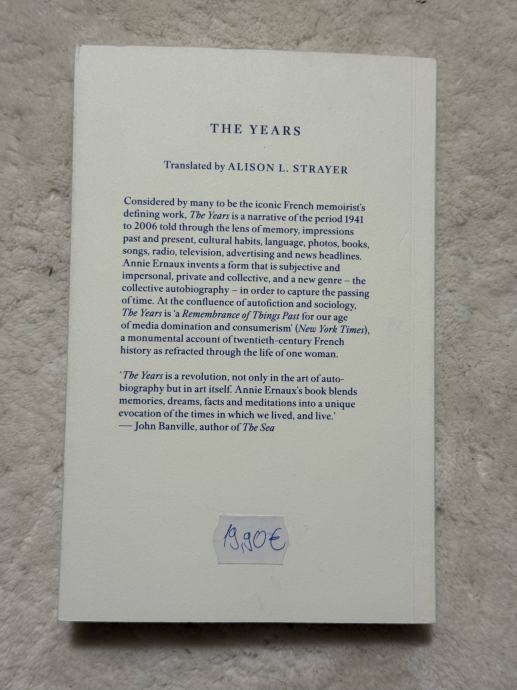 THE YEARS
Translated by ALISON L. STRAYER
Considered by many to be the iconic French memoirist's
defining work, The Years is a narrative of the period 1941
to 2006 told through the lens of memory, impressions
past and present, cultural habits, language, photos, books,
songs, radio, television, advertising and news headlines.
Annie Ernaux invents a form that is subjective and
impersonal, private and collective, and a new genre – the
collective autobiography – in order to capture the passing
of time. At the confluence of autofiction and sociology,
The Years is 'a Remembrance of Things Past for our age
of media domination and consumerism' (New York Times),
a monumental account of twentieth-century French
history as refracted through the life of one woman.
'The Years is a revolution, not only in the art of auto-
biography but in art itself. Annie Ernaux's book blends
memories, dreams, facts and meditations into a unique
evocation of the times in which we lived, and live.'
— John Banville, author of The Sea
19,90€